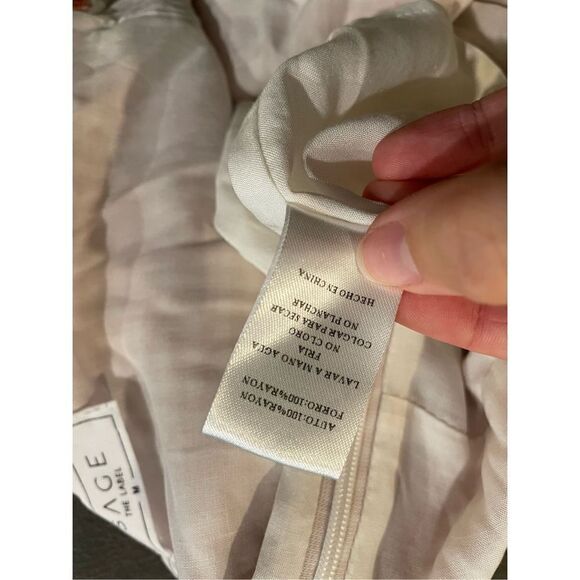 AUTO:100%RAYON
FORRO:100%RAYON
LAVAR A MANO AGUA
FRIA
NO CLORO
COLGAR PARA SECAR
NO PLANCHAR
HECHO EN CHINA
SAGE
THE LABEL
M